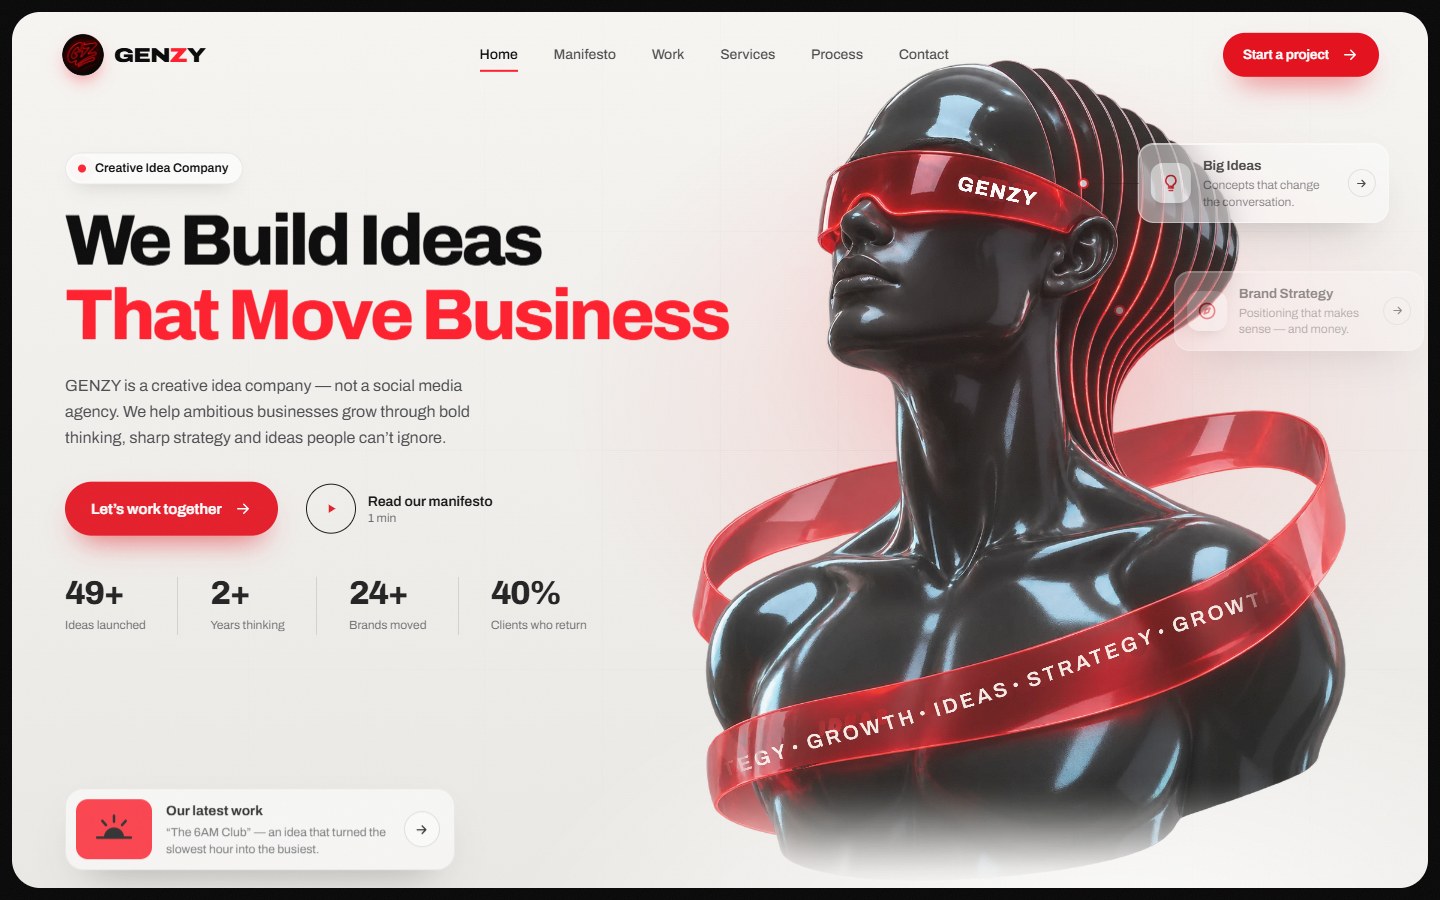 GENZY
Home
Manifesto
Work
Services
Process
Contact
Start a project
Creative Idea Company
We Build Ideas
That Move Business
GENZY is a creative idea company — not a social media
agency. We help ambitious businesses grow through bold
thinking, sharp strategy and ideas people can’t ignore.
Let’s work together
Read our manifesto
1 min
49+
Ideas launched
2+
Years thinking
24+
Brands moved
40%
Clients who return
Our latest work
“The 6AM Club” — an idea that turned the
slowest hour into the busiest.
GENZY
Big Ideas
Concepts that change
the conversation.
Brand Strategy
Positioning that makes
sense — and money.
EGY • GROWTH • IDEAS • STRATEGY • GROWT